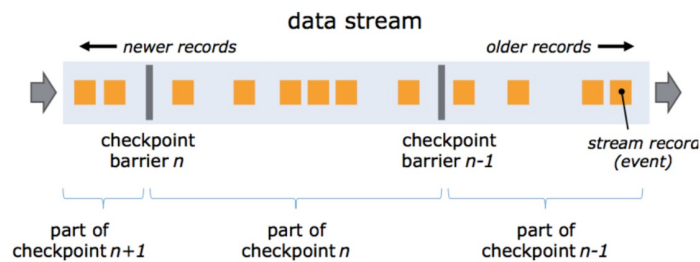 data stream
newer records
older records
checkpoint
barrier n
checkpoint
barrier n-1
stream record
(event)
part of
checkpoint n+1
part of
checkpoint n
part of
checkpoint n-1